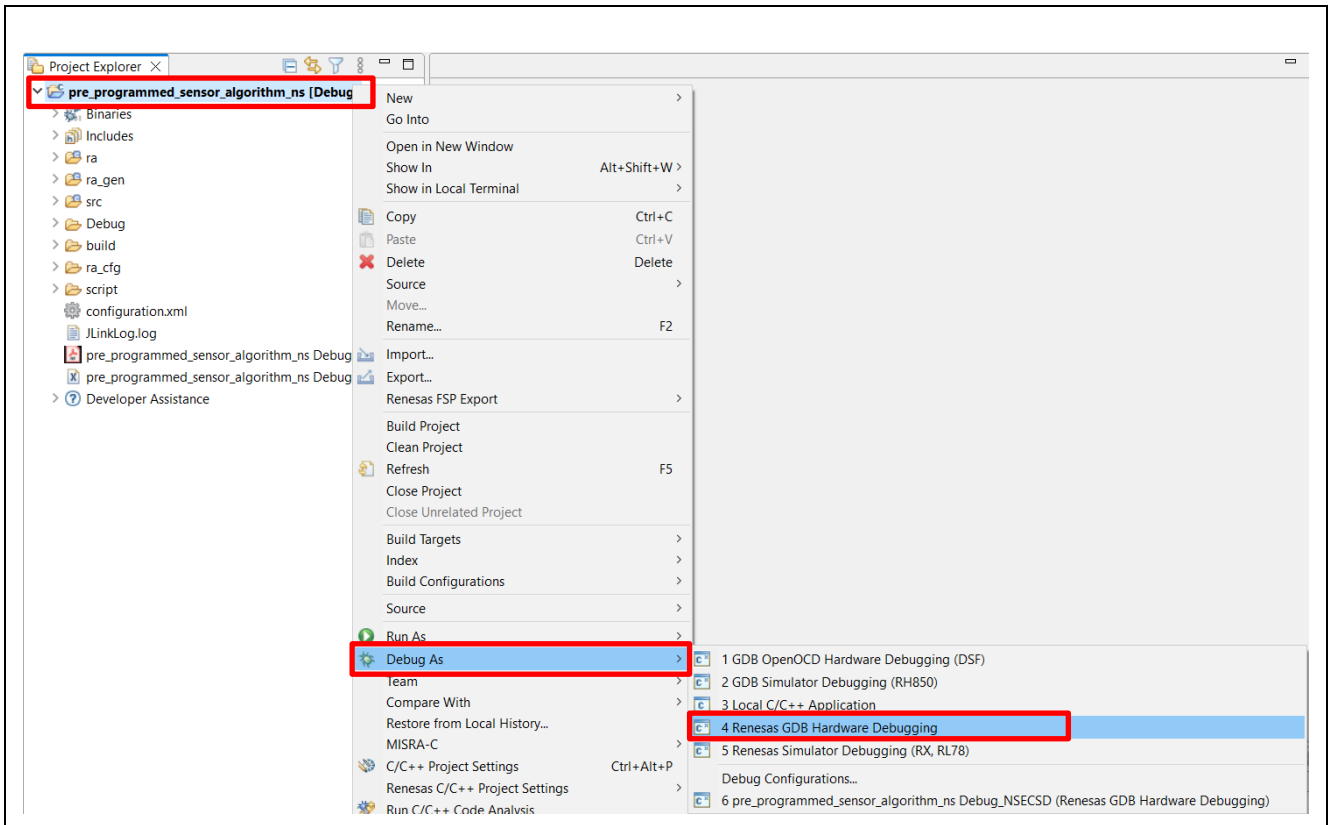 Project Explorer
pre_programmed_sensor_algorithm_ns [Debug
Binaries
Includes
ra
ra_gen
src
Debug
build
ra_cfg
script
configuration.xml
JLinkLog.log
pre_programmed_sensor_algorithm_ns Debug
pre_programmed_sensor_algorithm_ns Debug
Developer Assistance
New
Go Into
Open in New Window
Show In Alt+Shift+W
Show in Local Terminal
Copy Ctrl+C
Paste Ctrl+V
Delete Delete
Source
Move...
Rename... F2
Import...
Export...
Renesas FSP Export
Build Project
Clean Project
Refresh F5
Close Project
Close Unrelated Project
Build Targets
Index
Build Configurations
Source
Run As
Debug As
Team
Compare With
Restore from Local History...
MISRA-C
C/C++ Project Settings Ctrl+Alt+P
Renesas C/C++ Project Settings
Run C/C++ Code Analysis
1 GDB OpenOCD Hardware Debugging (DSF)
2 GDB Simulator Debugging (RH850)
3 Local C/C++ Application
4 Renesas GDB Hardware Debugging
5 Renesas Simulator Debugging (RX, RL78)
Debug Configurations...
6 pre_programmed_sensor_algorithm_ns Debug_NSECSD (Renesas GDB Hardware Debugging)